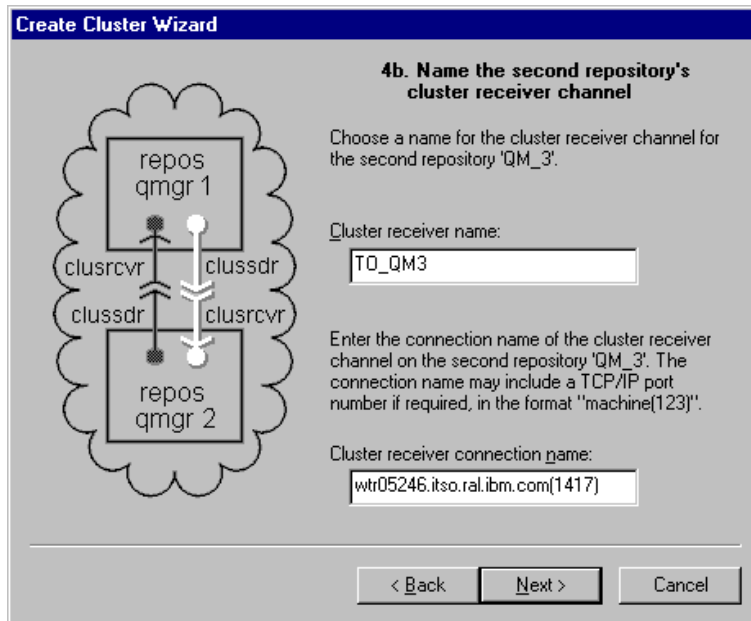 Create Cluster Wizard
repos
qmgr 1
clusrcvr
clussdr
clussdr
clusrcvr
repos
qmgr 2
4b. Name the second repository's
cluster receiver channel
Choose a name for the cluster receiver channel for
the second repository 'QM_3'.
Cluster receiver name:
TO_QM3
Enter the connection name of the cluster receiver
channel on the second repository 'QM_3'. The
connection name may include a TCP/IP port
number if required, in the format "machine(123)".
Cluster receiver connection name:
wtr05246.itso.ral.ibm.com(1417)
< Back
Next >
Cancel